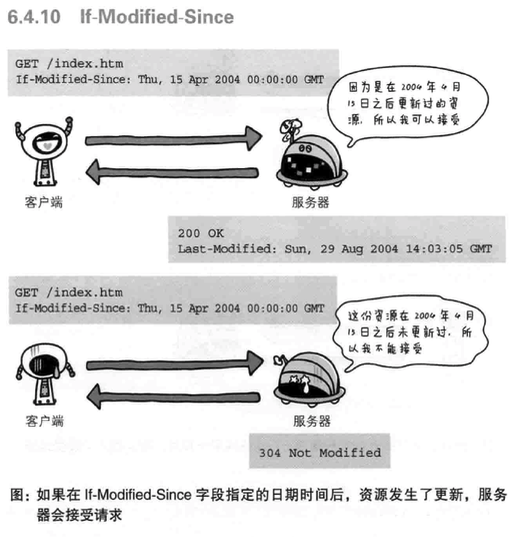 6.4.10 If-Modified-Since
GET /index.htm
If-Modified-Since: Thu, 15 Apr 2004 00:00:00 GMT
因为是在 2004 年 4 月
15 日之后更新过的资
源，所以我可以接受
客户端
服务器
200 OK
Last-Modified: Sun, 29 Aug 2004 14:03:05 GMT
GET /index.htm
If-Modified-Since: Thu, 15 Apr 2004 00:00:00 GMT
这份资源在 2004 年 4 月
15 日之后未更新过，所
以我不能接受
客户端
服务器
304 Not Modified
图：如果在 If-Modified-Since 字段指定的日期时间后，资源发生了更新，服务
器会接受请求